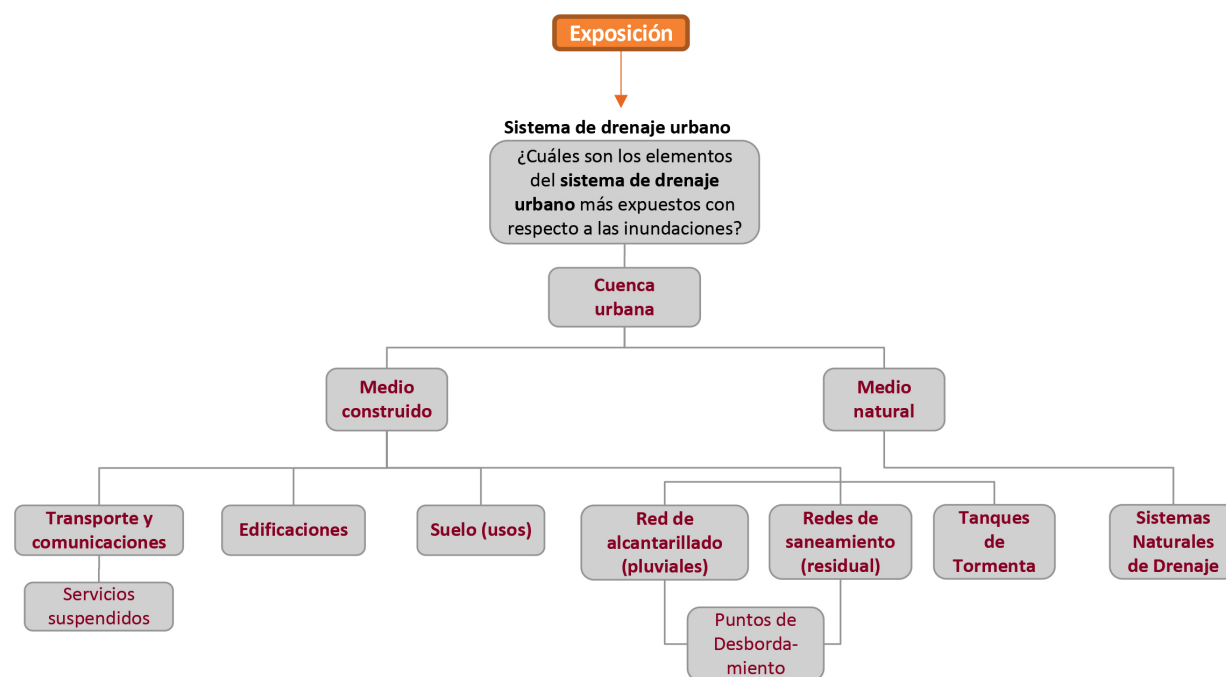 Exposición
Sistema de drenaje urbano
¿Cuáles son los elementos
del sistema de drenaje
urbano más expuestos con
respecto a las inundaciones?
Cuenca
urbana
Medio
construido
Medio
natural
Transporte y
comunicaciones
Edificaciones
Suelo (usos)
Red de
alcantarillado
(pluviales)
Redes de
saneamiento
(residual)
Tanques
de
Tormenta
Sistemas
Naturales
de Drenaje
Servicios
suspendidos
Puntos de
Desborda-
miento